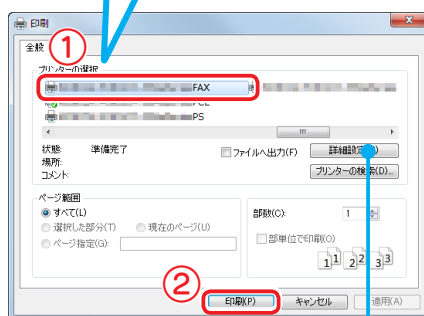 印刷
全般
①
プリンターの選択
FAX
PCL
PS
状態: 準備完了
場所:
コメント:
ファイルへ出力(F)
詳細設定
プリンターの検索(D)...
ページ範囲
すべて(L)
選択した部分(T) 現在のページ(U)
ページ指定(G):
部数(C): 1
部単位で印刷(O)
1 1 2 2 3 3
②
印刷(P) キャンセル 適用(A)